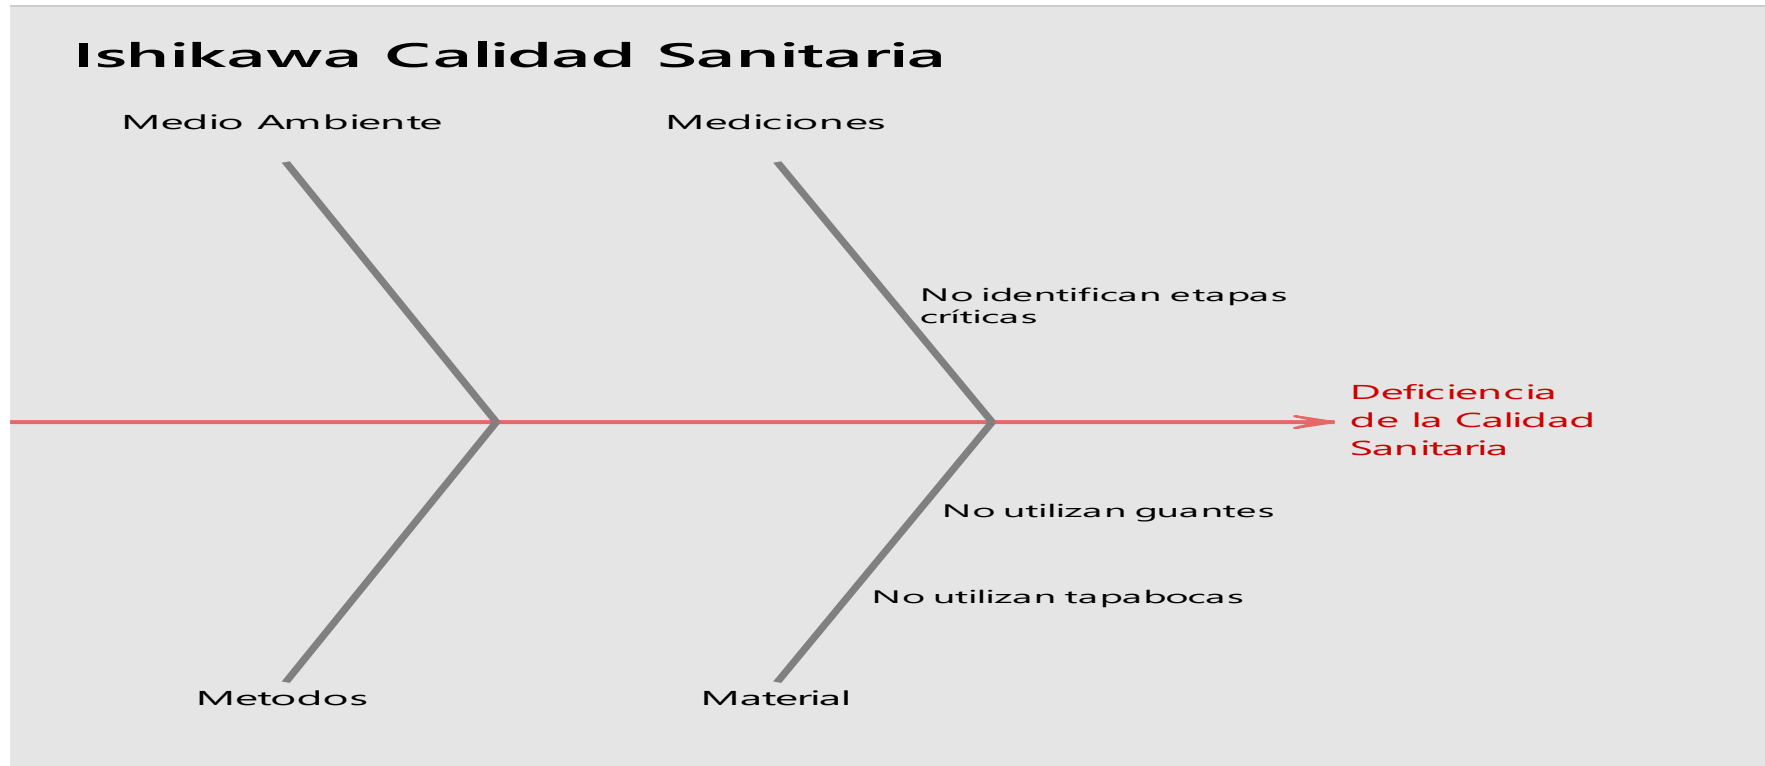 Ishikawa Calidad Sanitaria
Medio Ambiente
Mediciones
No identifican etapas
críticas
Deficiencia
de la Calidad
Sanitaria
No utilizan guantes
No utilizan tapabocas
Metodos
Material